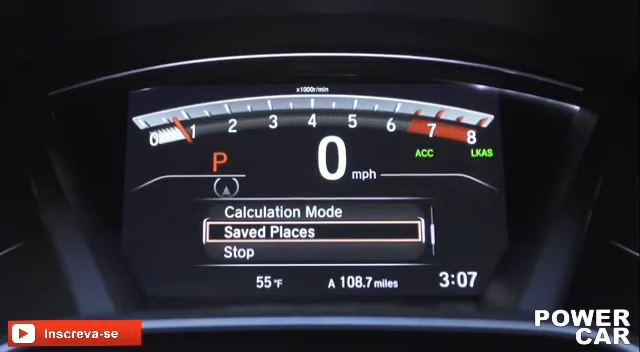 x1000r/min
0 1 2 3 4 5 6 7 8
P 0 mph ACC LKAS
A
Calculation Mode
Saved Places
Stop
55°F A 108.7 miles 3:07
Inscreva-se
POWER
CAR